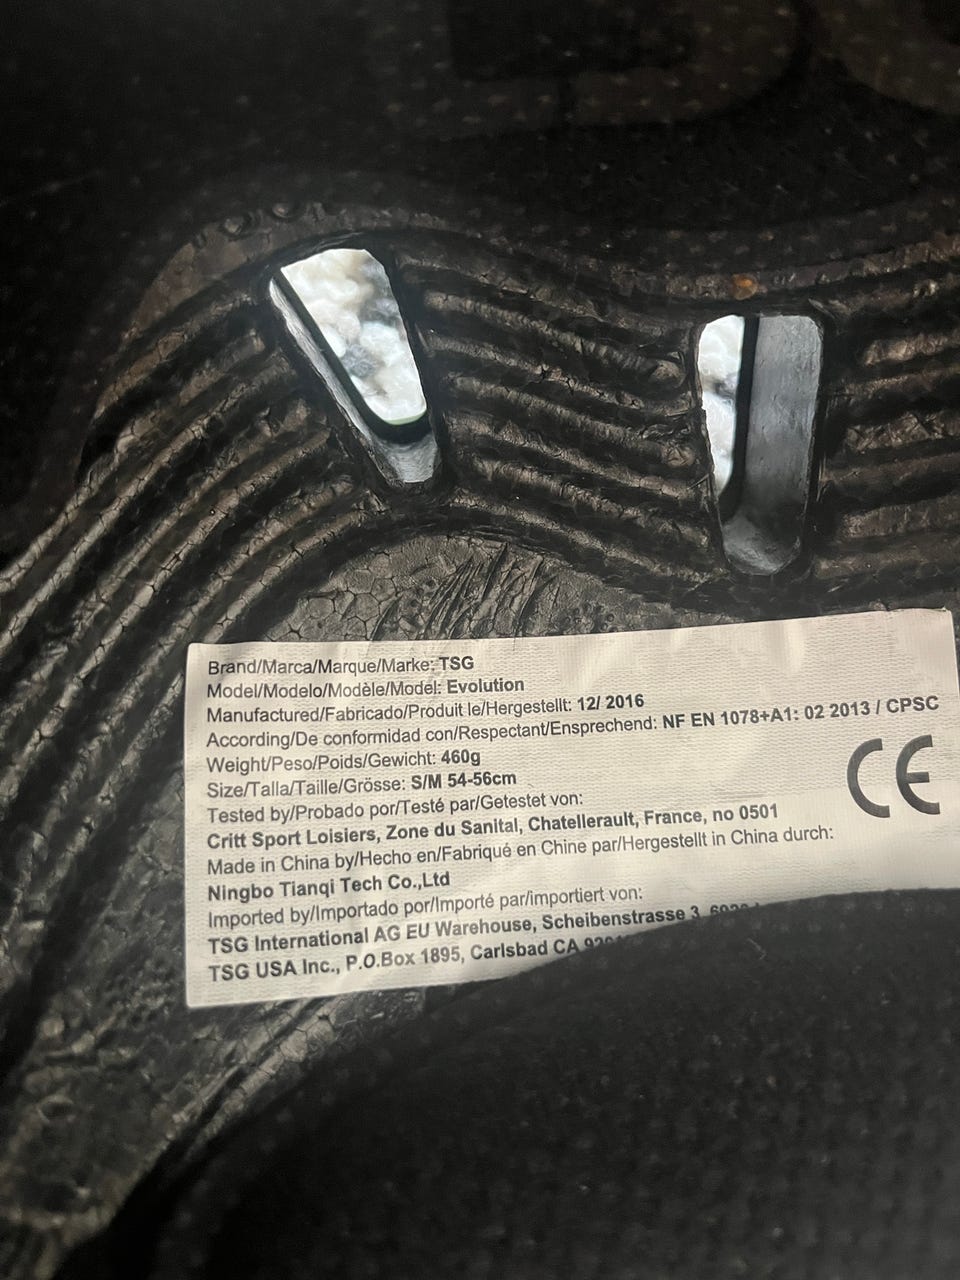 Brand/Marca/Marque/Marke: TSG
Model/Modelo/Modèle/Model: Evolution
Manufactured/Fabricado/Produit le/Hergestellt: 12/ 2016
According/De conformidad con/Respectant/Ensprechend: NF EN 1078+A1: 02 2013 / CPSC
Weight/Peso/Poids/Gewicht: 460g
Size/Talla/Taille/Grösse: S/M 54-56cm
Tested by/Probado por/Testé par/Getestet von:
Critt Sport Loisiers, Zone du Sanital, Chatellerault, France, no 0501
CE
Made in China by/Hecho en/Fabriqué en Chine par/Hergestellt in China durch:
Ningbo Tianqi Tech Co.,Ltd
Imported by/Importado por/Importé par/importiert von:
TSG International AG EU Warehouse, Scheibenstrasse 3
TSG USA Inc., P.O.Box 1895, Carlsbad CA